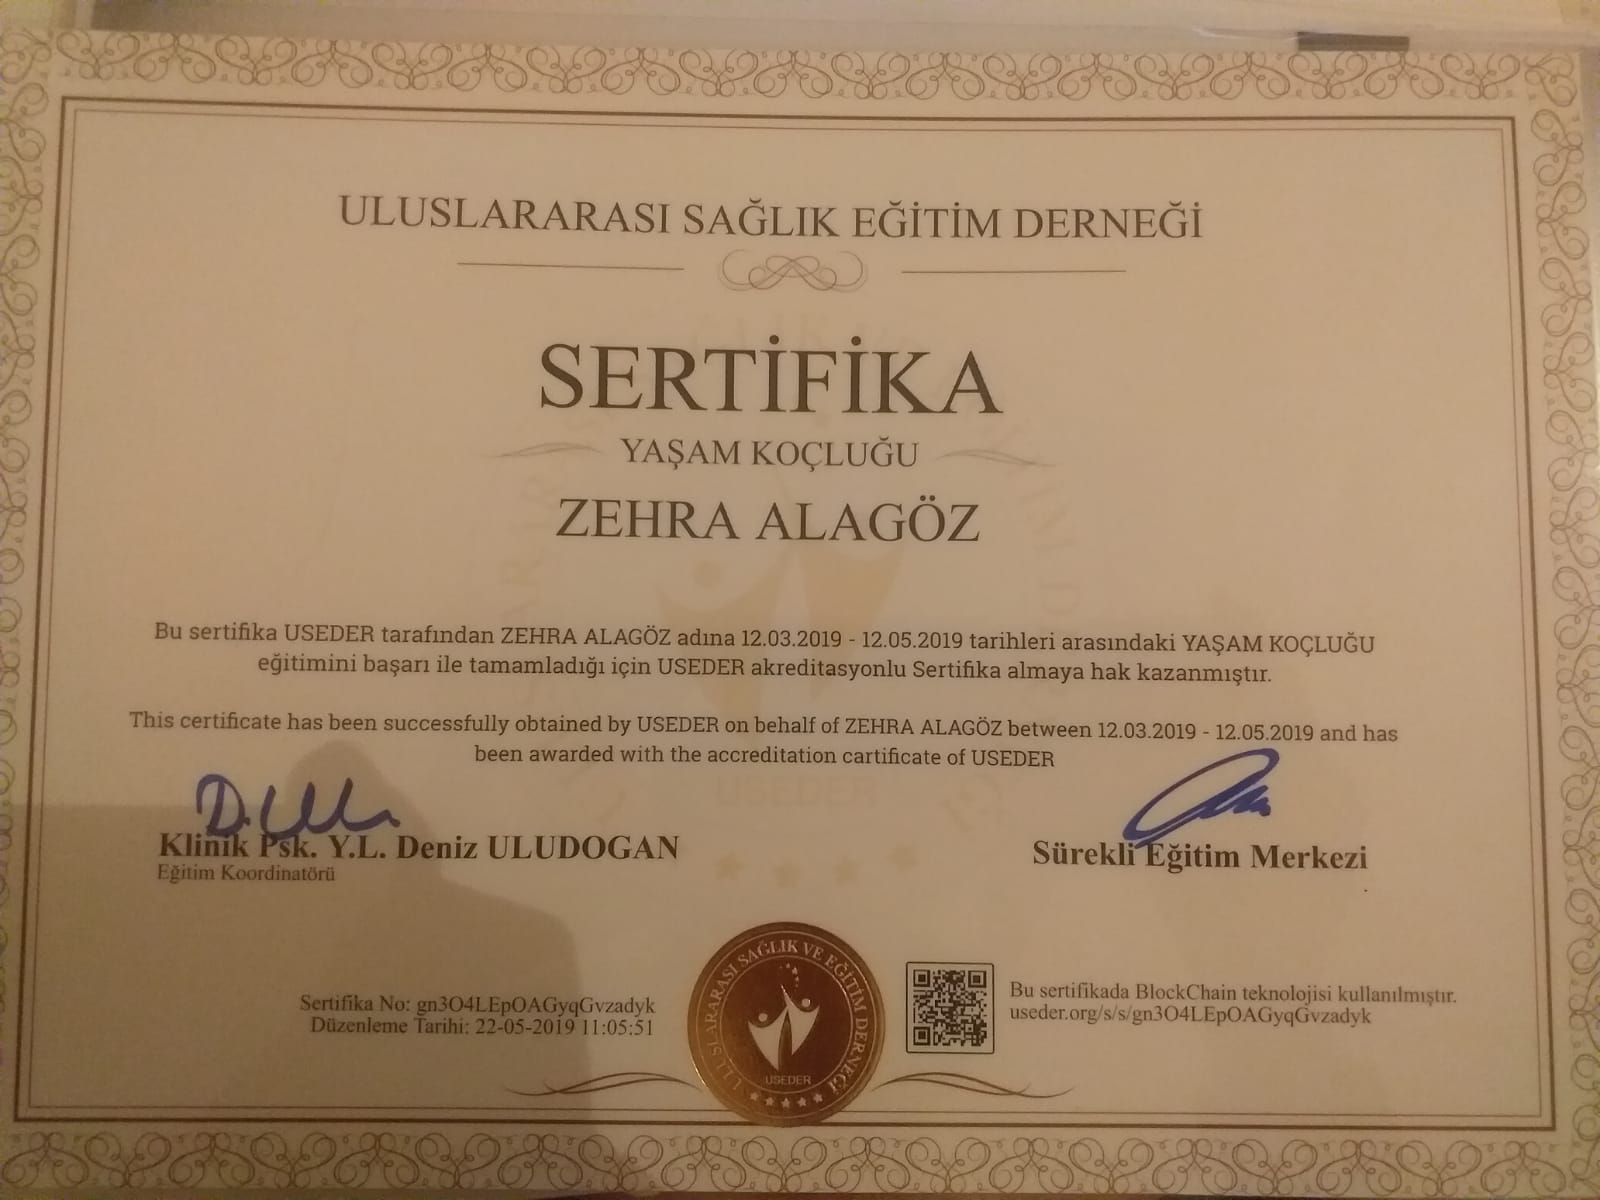 ULUSLARARASI SAĞLIK EĞİTİM DERNEĞİ
SERTİFİKA
YAŞAM KOÇLUĞU
ZEHRA ALAGÖZ
Bu sertifika USEDER tarafından ZEHRA ALAGÖZ adına 12.03.2019 - 12.05.2019 tarihleri arasındaki YAŞAM KOÇLUĞU
eğitimini başarı ile tamamladığı için USEDER akreditasyonlu Sertifika almaya hak kazanmıştır.
This certificate has been successfully obtained by USEDER on behalf of ZEHRA ALAGÖZ between 12.03.2019 - 12.05.2019 and has
been awarded with the accreditation cartificate of USEDER
Klinik Psk. Y.L. Deniz ULUDOGAN
Eğitim Koordinatörü
Sürekli Eğitim Merkezi
Sertifika No: gn3O4LEpOAGyqGvzadyk
Düzenleme Tarihi: 22-05-2019 11:05:51
ULUSLARARASI SAĞLIK VE EĞİTİM DERNEĞİ
USEDER
Bu sertifikada BlockChain teknolojisi kullanılmıştır.
useder.org/s/s/gn3O4LEpOAGyqGvzadyk